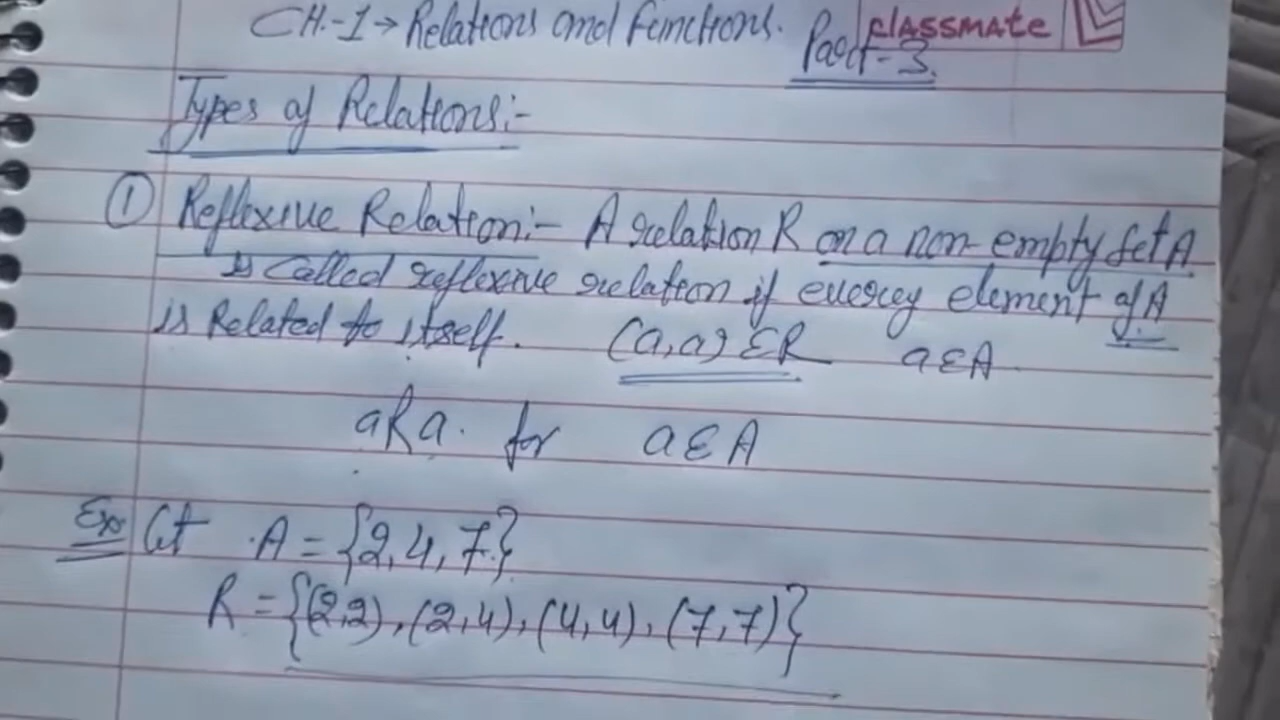 CH.-1→ Relations and functions. Part-3.
classmate
Types of Relations:-
① Reflexive Relation:- A relation R on a non-empty set A
is called reflexive relation if every element of A
is Related to itself. (a,a) ε R a ε A
aRa. for a ε A
Ex Let A = {2,4,7}
R = {(2,2),(2,4),(4,4),(7,7)}